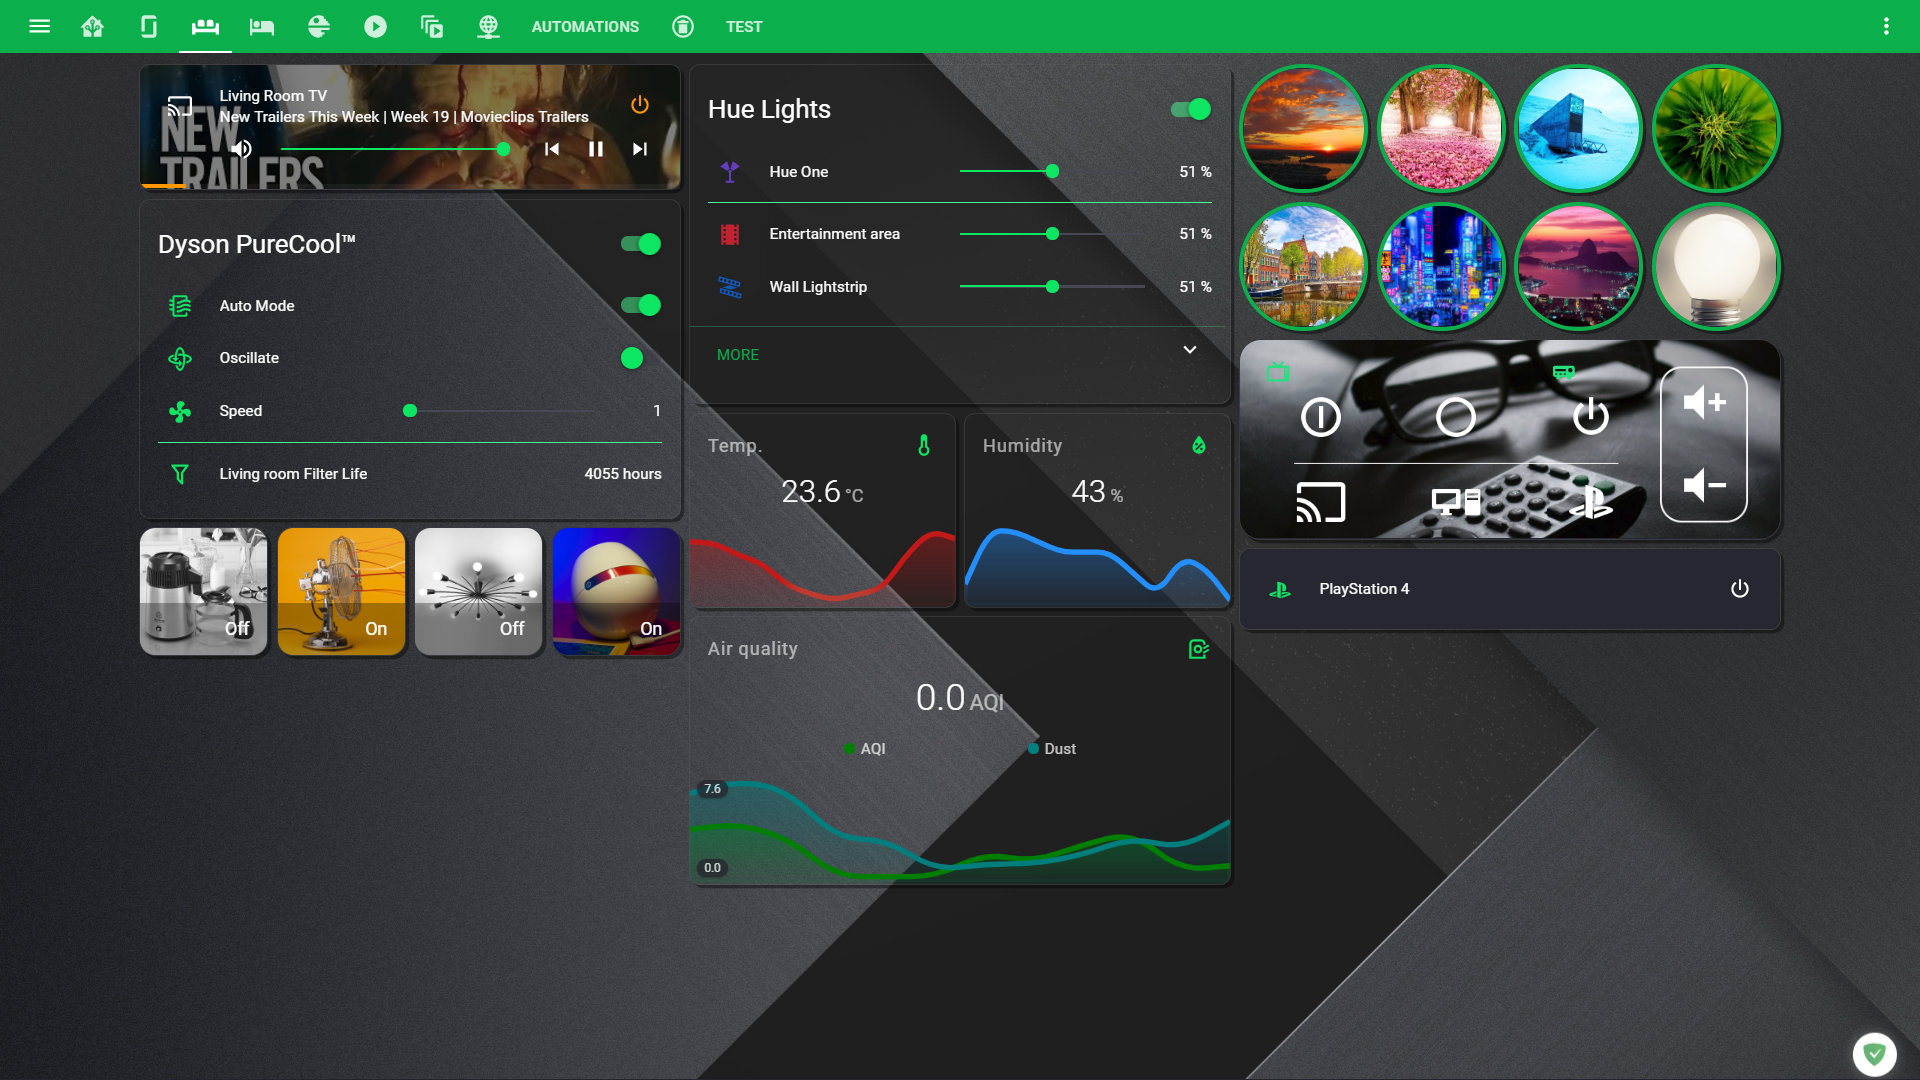 AUTOMATIONS
TEST
Living Room TV
New Trailers This Week | Week 19 | Movieclips Trailers
NEW
TRAILERS
Dyson PureCool™
Auto Mode
Oscillate
Speed
1
Living room Filter Life
4055 hours
Off
On
Off
On
Hue Lights
Hue One
51 %
Entertainment area
51 %
Wall Lightstrip
51 %
MORE
Temp.
23.6 °C
Humidity
43 %
Air quality
0.0 AQI
AQI
Dust
7.6
0.0
PlayStation 4